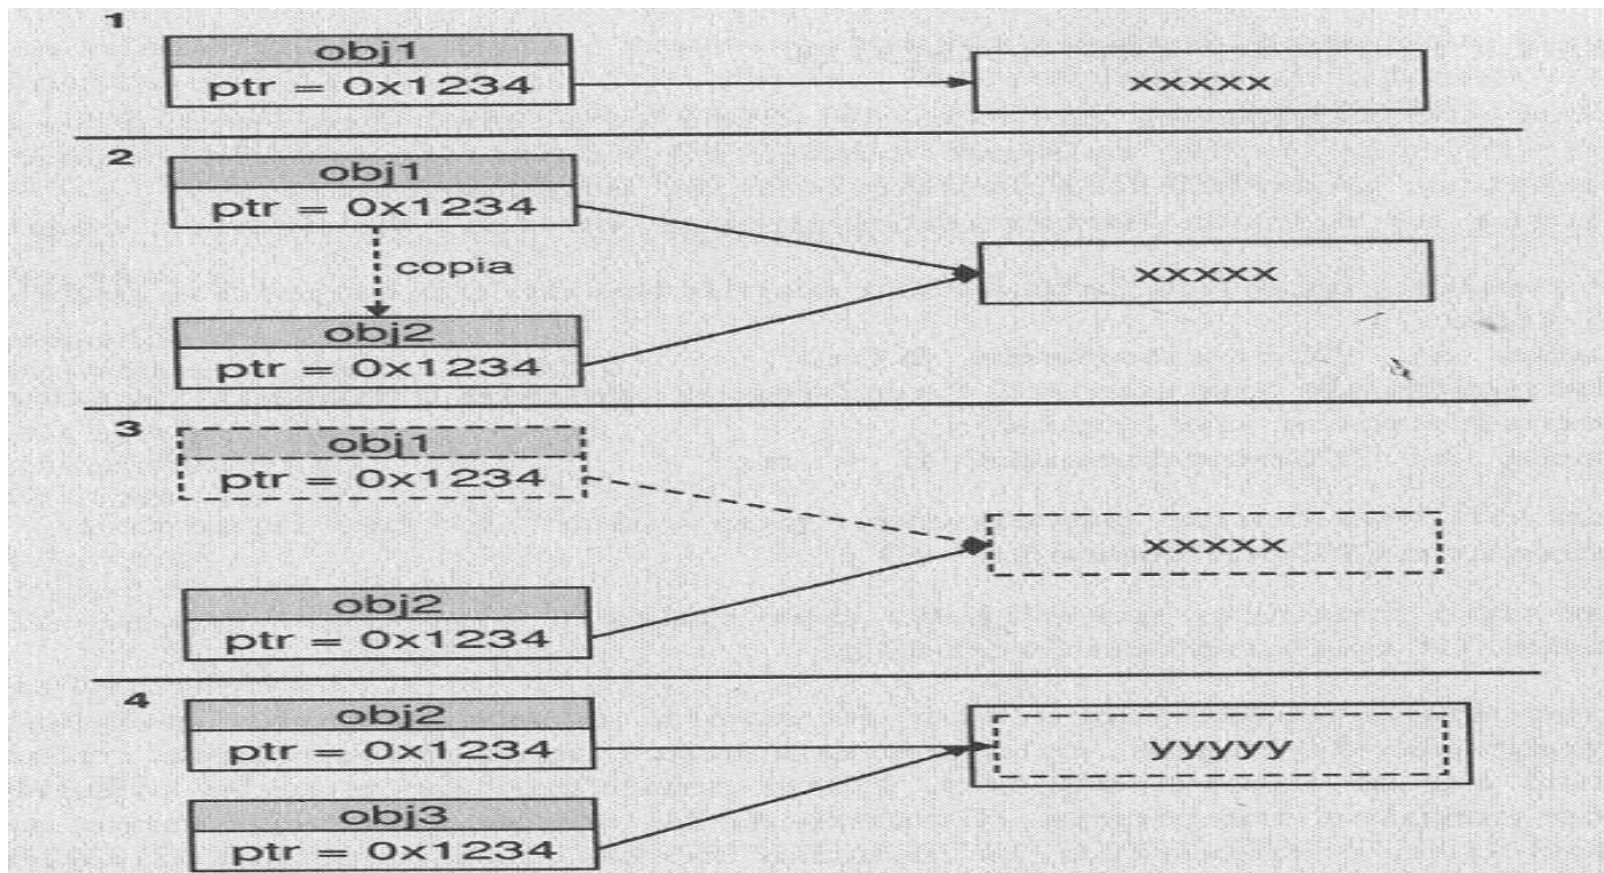 1
obj1
ptr = 0x1234
xxxxx
2
obj1
ptr = 0x1234
xxxxx
copia
obj2
ptr = 0x1234
3
obj1
ptr = 0x1234
xxxxx
obj2
ptr = 0x1234
4
obj2
ptr = 0x1234
yyyyy
obj3
ptr = 0x1234